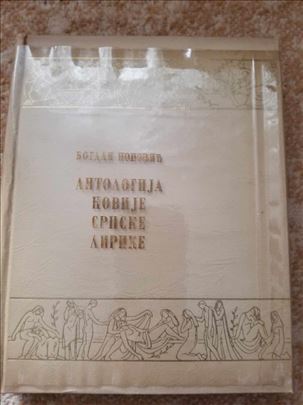 БОГДАН ПОПОВИЋ
АНТОЛОГИЈА
НОВИЈЕ
СРПСКЕ
ЛИРИКЕ